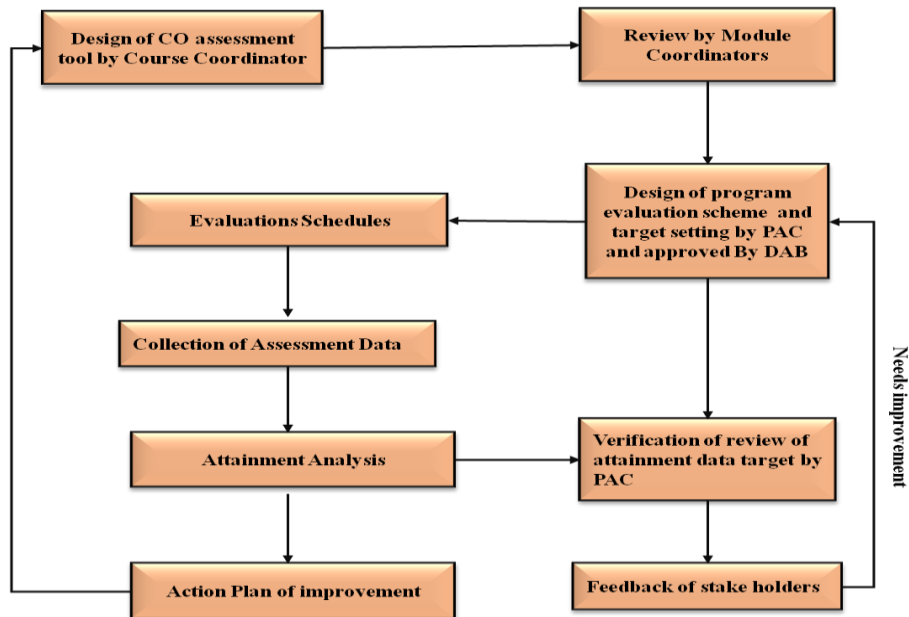 Design of CO assessment
tool by Course Coordinator
Review by Module
Coordinators
Design of program
evaluation scheme and
target setting by PAC
and approved By DAB
Evaluations Schedules
Collection of Assessment Data
Needs improvement
Attainment Analysis
Verification of review of
attainment data target by
PAC
Action Plan of improvement
Feedback of stake holders